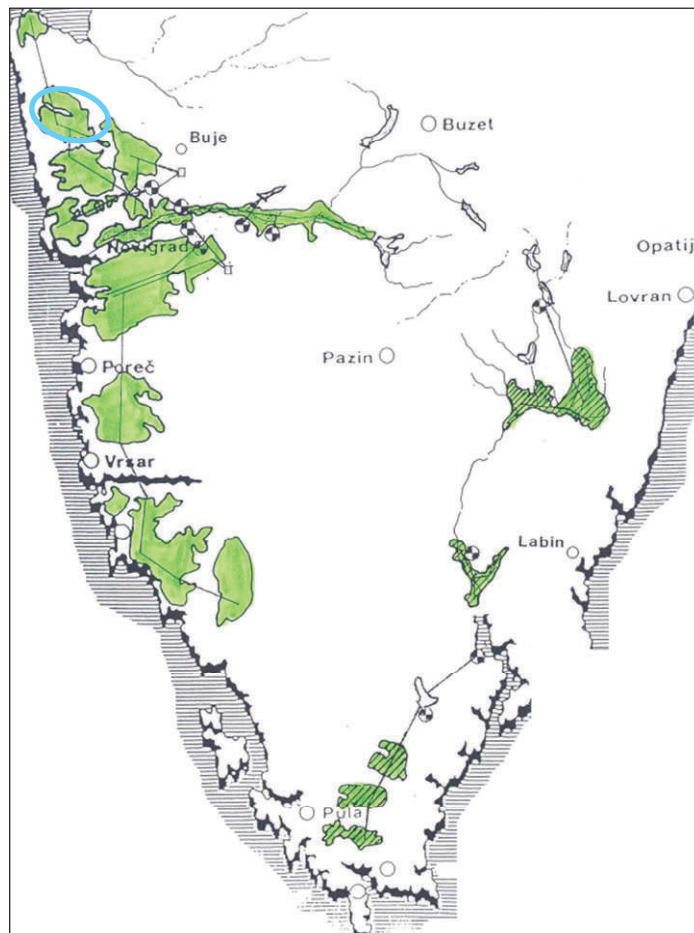 Buzet
Buje
Opatij
Novigrad
Lovran
Pazin
Poreč
Vrsar
Labin
Pula